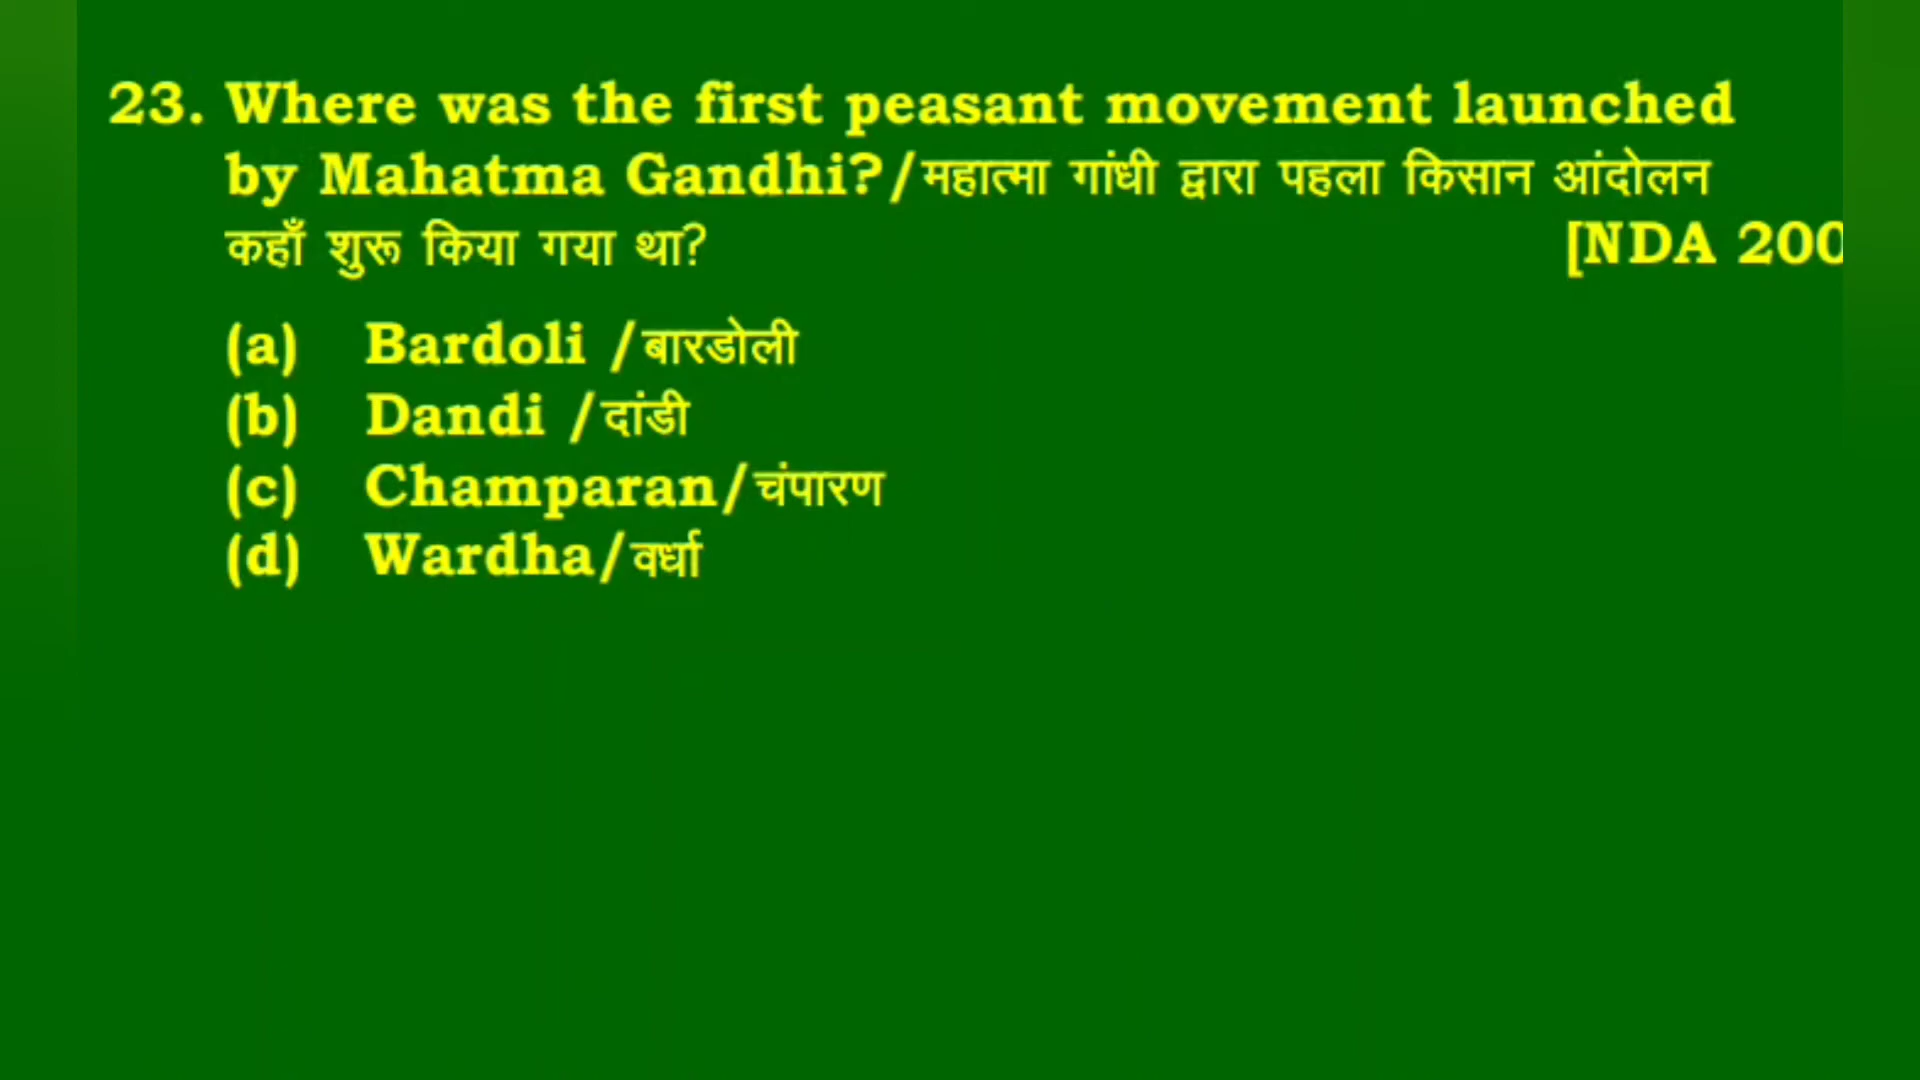 23. Where was the first peasant movement launched
by Mahatma Gandhi?/महात्मा गांधी द्वारा पहला किसान आंदोलन
कहाँ शुरू किया गया था? [NDA 200
(a) Bardoli /बारडोली
(b) Dandi /दांडी
(c) Champaran/चंपारण
(d) Wardha/वर्धा